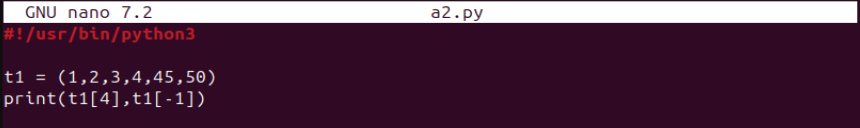 GNU nano 7.2 a2.py
#!/usr/bin/python3
t1 = (1,2,3,4,45,50)
print(t1[4],t1[-1])